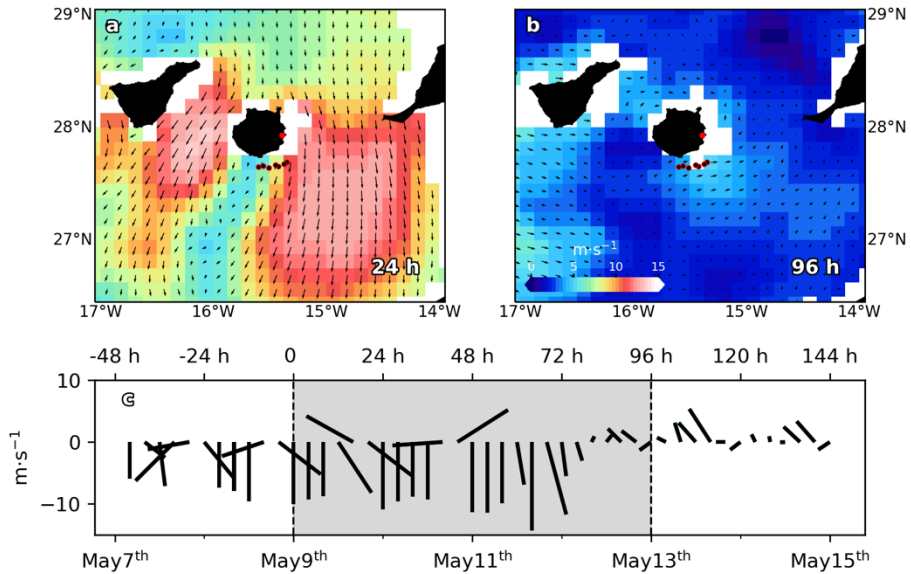 29°N
a
b
29°N
28°N
28°N
27°N
27°N
m·s⁻¹
0 5 10 15
24 h
96 h
17°W 16°W 15°W 14°W
17°W 16°W 15°W 14°W
-48 h -24 h 0 24 h 48 h 72 h 96 h 120 h 144 h
c
10
0
-10
m·s⁻¹
May7ᵗʰ May9ᵗʰ May11ᵗʰ May13ᵗʰ May15ᵗʰ